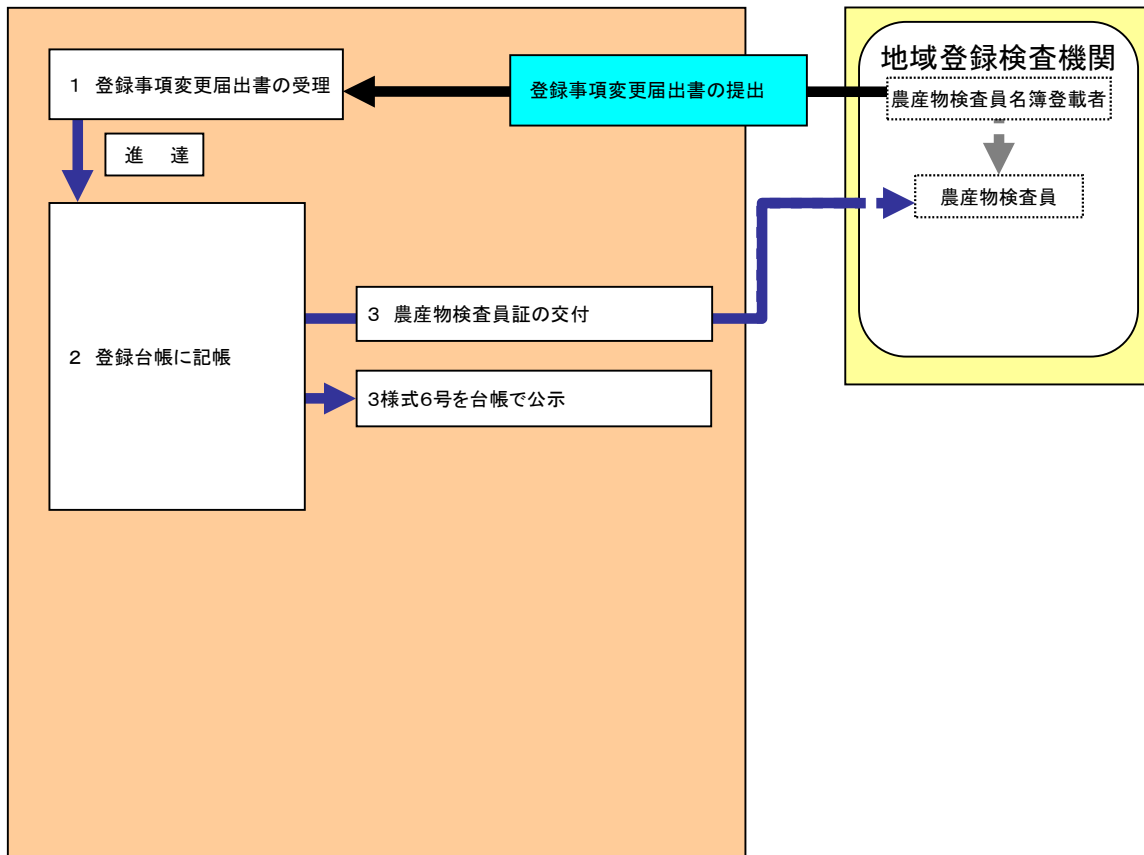 地域登録検査機関
1 登録事項変更届出書の受理
登録事項変更届出書の提出
農産物検査員名簿登載者
進 達
農産物検査員
3 農産物検査員証の交付
2 登録台帳に記帳
3様式6号を台帳で公示